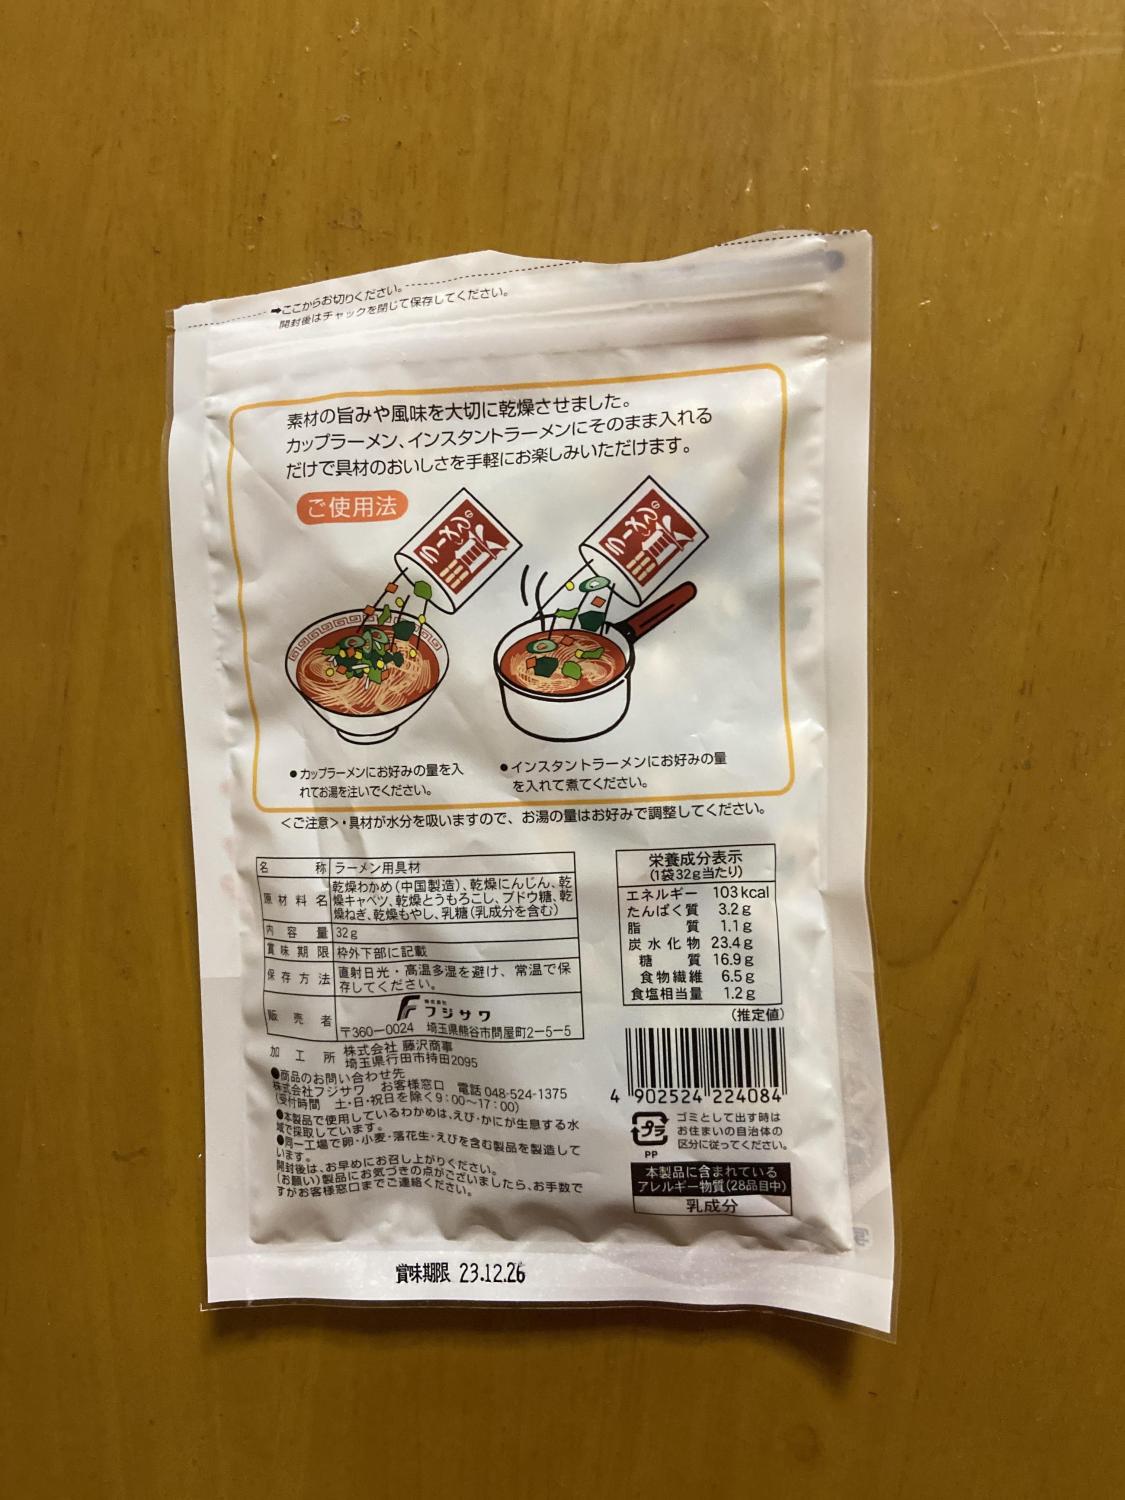 ➡ここからお切りください。
開封後はチャックを閉じて保存してください。
素材の旨みや風味を大切に乾燥させました。
カップラーメン、インスタントラーメンにそのまま入れる
だけで具材のおいしさを手軽にお楽しみいただけます。
ご使用法
ラーメンの具
ラーメンの具
●カップラーメンにお好みの量を入
れてお湯を注いでください。
●インスタントラーメンにお好みの量
を入れて煮てください。
<ご注意>・具材が水分を吸いますので、お湯の量はお好みで調整してください。
名称 ラーメン用具材
原材料名 乾燥わかめ(中国製造)、乾燥にんじん、乾
燥キャベツ、乾燥とうもろこし、ブドウ糖、乾
燥ねぎ、乾燥もやし、乳糖(乳成分を含む)
内容量 32g
賞味期限 枠外下部に記載
保存方法 直射日光・高温多湿を避け、常温で保
存してください。
販売者 株式会社 フジサワ
〒360-0024 埼玉県熊谷市問屋町2-5-5
加工所 株式会社 藤沢商事
埼玉県行田市持田2095
●商品のお問い合わせ先
株式会社フジサワ お客様窓口 電話 048-524-1375
(受付時間 土・日・祝日を除く9:00~17:00)
●本製品で使用しているわかめは、えび・かにが生息する水
域で採取しています。
●同一工場で卵・小麦・落花生・えびを含む製品を製造して
います。
開封後は、お早めにお召し上がりください。
(お願い)製品にお気づきの点がございましたら、お手数で
すがお客様窓口までご連絡ください。
栄養成分表示
(1袋32g当たり)
エネルギー 103kcal
たんぱく質 3.2g
脂質 1.1g
炭水化物 23.4g
糖質 16.9g
食物繊維 6.5g
食塩相当量 1.2g
(推定値)
4 902524 224084
プラ
PP
ゴミとして出す時は
お住まいの自治体の
区分に従ってください。
本製品に含まれている
アレルギー物質(28品目中)
乳成分
賞味期限 23.12.26